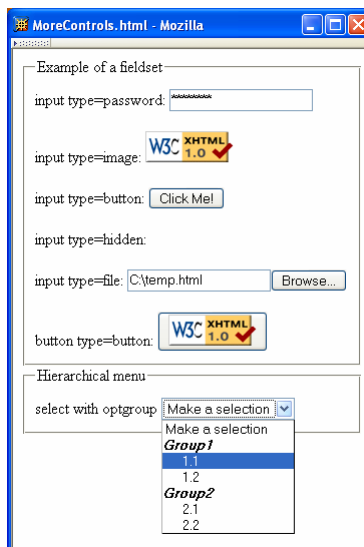 MoreControls.html - Mozilla
Example of a fieldset
input type=password: ********
input type=image: W3C XHTML 1.0
input type=button: Click Me!
input type=hidden:
input type=file: C:\temp.html Browse...
button type=button: W3C XHTML 1.0
Hierarchical menu
select with optgroup Make a selection
Make a selection
Group1
1.1
1.2
Group2
2.1
2.2